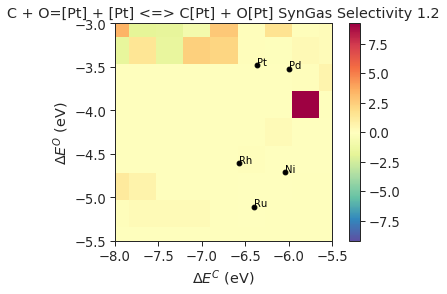 C + O=[Pt] + [Pt] <=> C[Pt] + O[Pt] SynGas Selectivity 1.2
−3.0
−3.5
−4.0
−4.5
−5.0
−5.5
ΔE^O (eV)
Pt
Pd
Rh
Ni
Ru
−8.0 −7.5 −7.0 −6.5 −6.0 −5.5
ΔE^C (eV)
7.5
5.0
2.5
0.0
−2.5
−5.0
−7.5